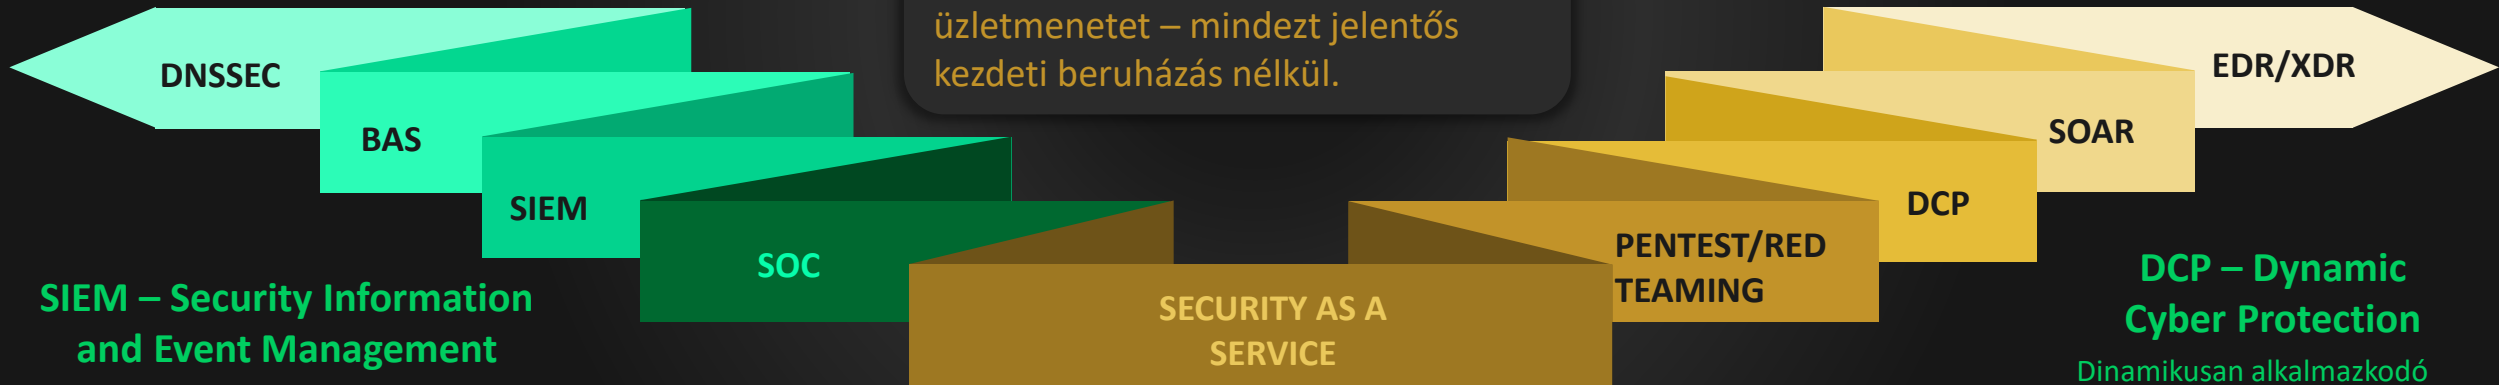 üzletmenetet – mindezt jelentős
kezdeti beruházás nélkül.
DNSSEC
BAS
SIEM
SOC
SECURITY AS A
SERVICE
PENTEST/RED
TEAMING
DCP
SOAR
EDR/XDR
SIEM – Security Information
and Event Management
DCP – Dynamic
Cyber Protection
Dinamikusan alkalmazkodó